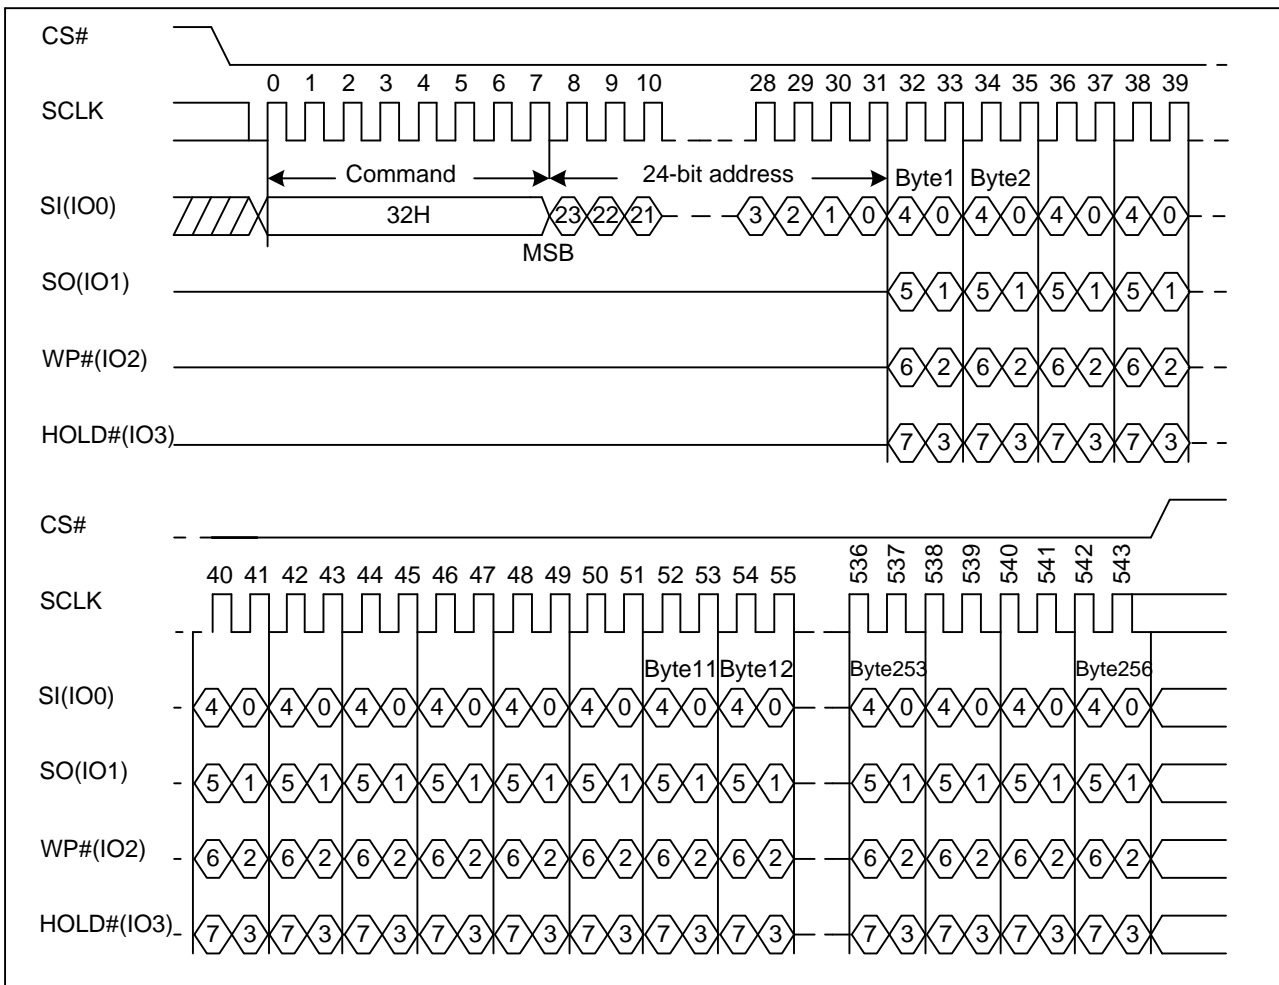 CS#
0 1 2 3 4 5 6 7 8 9 10 28 29 30 31 32 33 34 35 36 37 38 39
SCLK
Command 24-bit address Byte1 Byte2
SI(IO0) 32H 23 22 21 3 2 1 0 4 0 4 0 4 0 4 0
MSB
SO(IO1) 5 1 5 1 5 1 5 1
WP#(IO2) 6 2 6 2 6 2 6 2
HOLD#(IO3) 7 3 7 3 7 3 7 3
CS#
40 41 42 43 44 45 46 47 48 49 50 51 52 53 54 55 536 537 538 539 540 541 542 543
SCLK
Byte11 Byte12 Byte253 Byte256
SI(IO0) 4 0 4 0 4 0 4 0 4 0 4 0 4 0 4 0 4 0 4 0 4 0 4 0
SO(IO1) 5 1 5 1 5 1 5 1 5 1 5 1 5 1 5 1 5 1 5 1 5 1 5 1
WP#(IO2) 6 2 6 2 6 2 6 2 6 2 6 2 6 2 6 2 6 2 6 2 6 2 6 2
HOLD#(IO3) 7 3 7 3 7 3 7 3 7 3 7 3 7 3 7 3 7 3 7 3 7 3 7 3